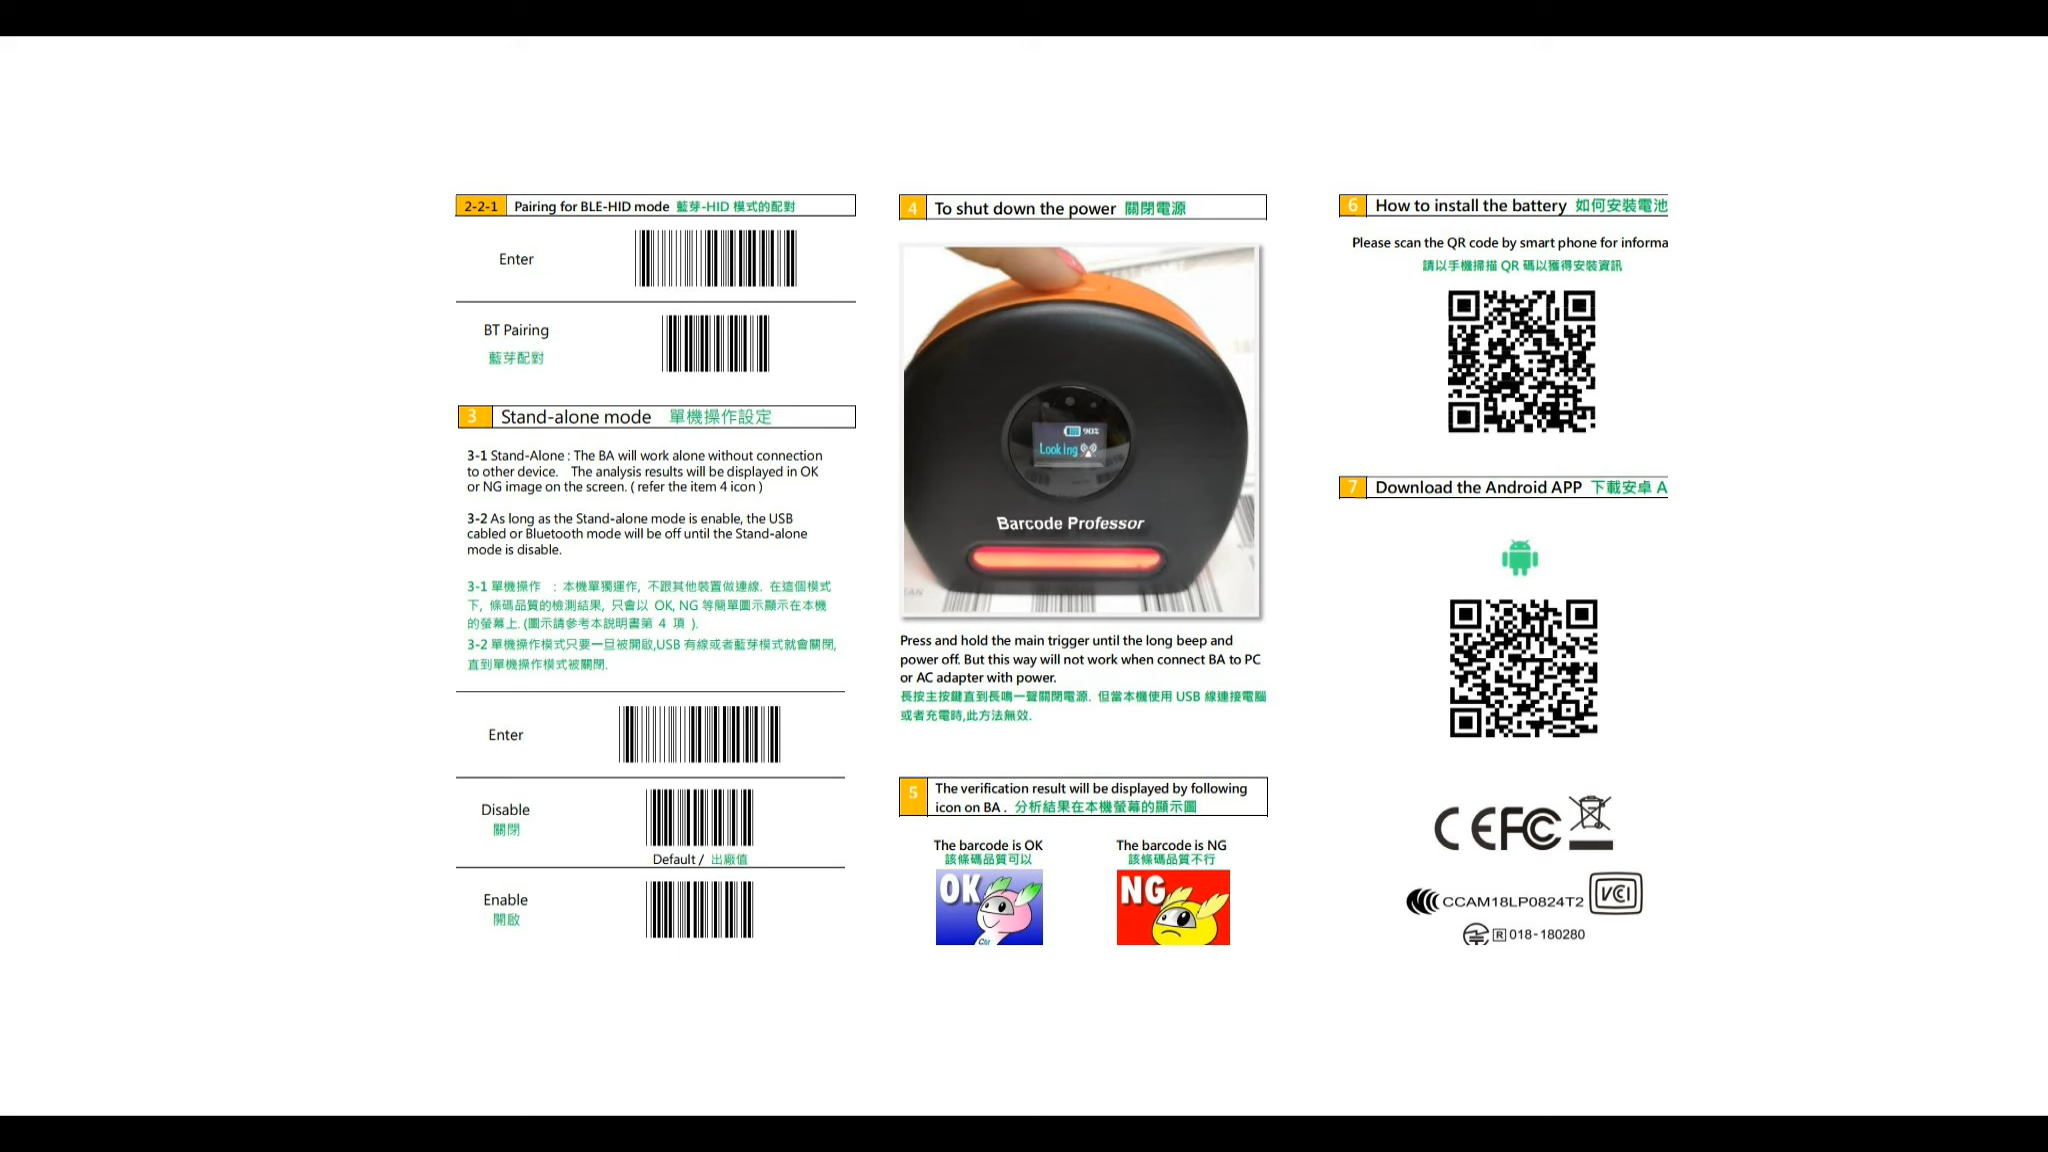 2-2-1 Pairing for BLE-HID mode 藍芽-HID 模式的配對
Enter
BT Pairing
藍芽配對
3 Stand-alone mode 單機操作設定
3-1 Stand-Alone : The BA will work alone without connection
to other device. The analysis results will be displayed in OK
or NG image on the screen. ( refer the item 4 icon )
3-2 As long as the Stand-alone mode is enable, the USB
cabled or Bluetooth mode will be off until the Stand-alone
mode is disable.
3-1 單機操作 : 本機單獨運作, 不跟其他裝置做連線. 在這個模式
下, 條碼品質的檢測結果, 只會以 OK, NG 等簡單圖示顯示在本機
的螢幕上. (圖示請參考本說明書第 4 項 ).
3-2 單機操作模式只要一旦被開啟,USB 有線或者藍芽模式就會關閉,
直到單機操作模式被關閉.
Enter
Disable
關閉
Default / 出廠值
Enable
開啟
4 To shut down the power 關閉電源
90%
Looking
Barcode Professor
EAN
Press and hold the main trigger until the long beep and
power off. But this way will not work when connect BA to PC
or AC adapter with power.
長按主按鍵直到長鳴一聲關閉電源. 但當本機使用 USB 線連接電腦
或者充電時,此方法無效.
5 The verification result will be displayed by following
icon on BA . 分析結果在本機螢幕的顯示圖
The barcode is OK
該條碼品質可以
OK
CM
The barcode is NG
該條碼品質不行
NG
6 How to install the battery 如何安裝電池
Please scan the QR code by smart phone for informa
請以手機掃描 QR 碼以獲得安裝資訊
7 Download the Android APP 下載安卓 A
CE FC
CCAM18LP0824T2 VCI
R 018-180280